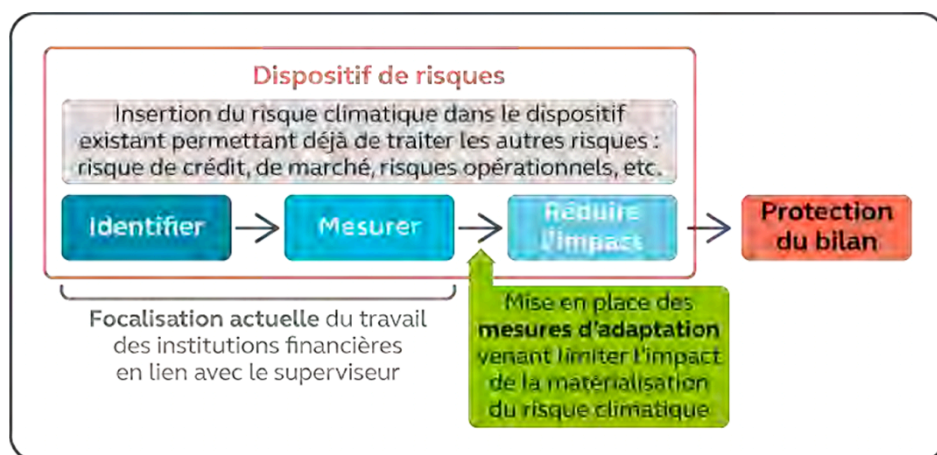 Dispositif de risques
Insertion du risque climatique dans le dispositif
existant permettant déjà de traiter les autres risques :
risque de crédit, de marché, risques opérationnels, etc.
Identifier
Mesurer
Réduire
l'impact
Protection
du bilan
Focalisation actuelle du travail
des institutions financières
en lien avec le superviseur
Mise en place des
mesures d'adaptation
venant limiter l'impact
de la matérialisation
du risque climatique